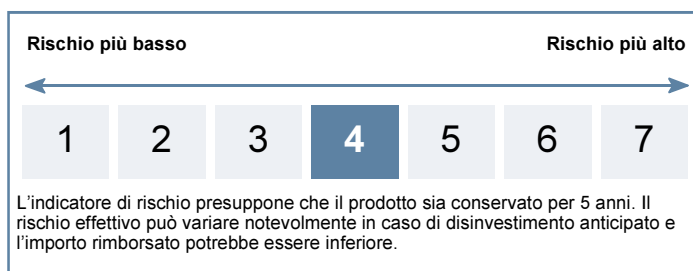 Rischio più basso Rischio più alto
1 2 3 4 5 6 7
L'indicatore di rischio presuppone che il prodotto sia conservato per 5 anni. Il
rischio effettivo può variare notevolmente in caso di disinvestimento anticipato e
l'importo rimborsato potrebbe essere inferiore.